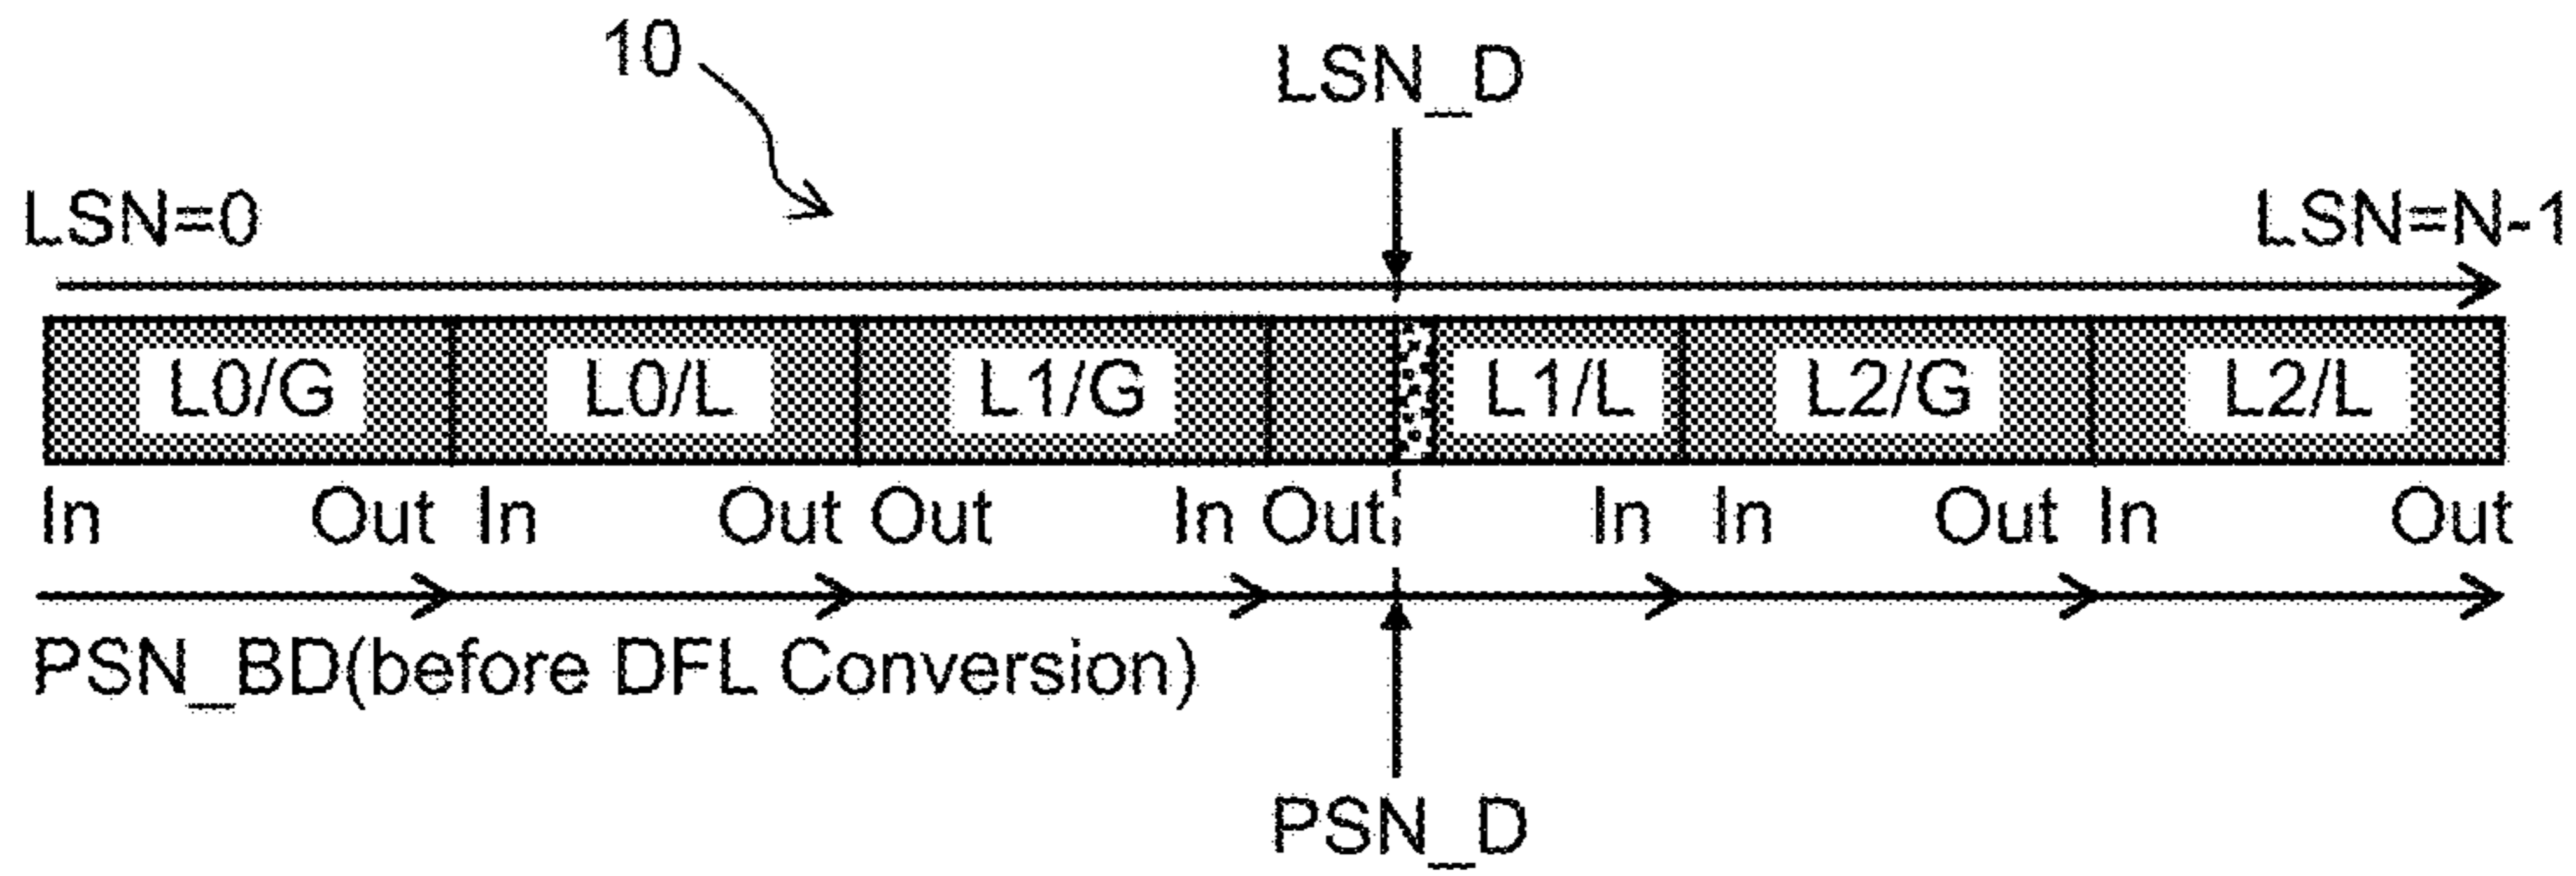 10
LSN_D
LSN=0 LSN=N-1
L0/G L0/L L1/G L1/L L2/G L2/L
In Out In Out Out In Out In In Out In Out
PSN_BD(before DFL Conversion)
PSN_D